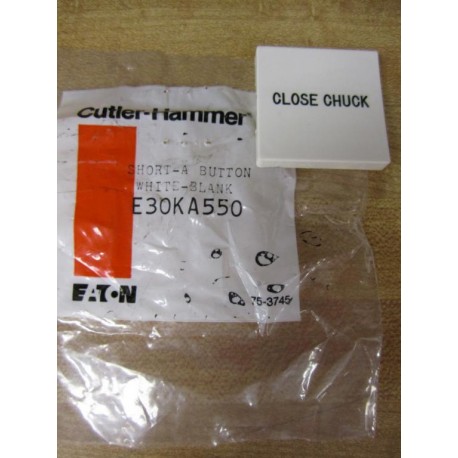 Cutler-Hammer
CLOSE CHUCK
SHORT-A BUTTON
WHITE-BLANK
E30KA550
EATON
75-3745